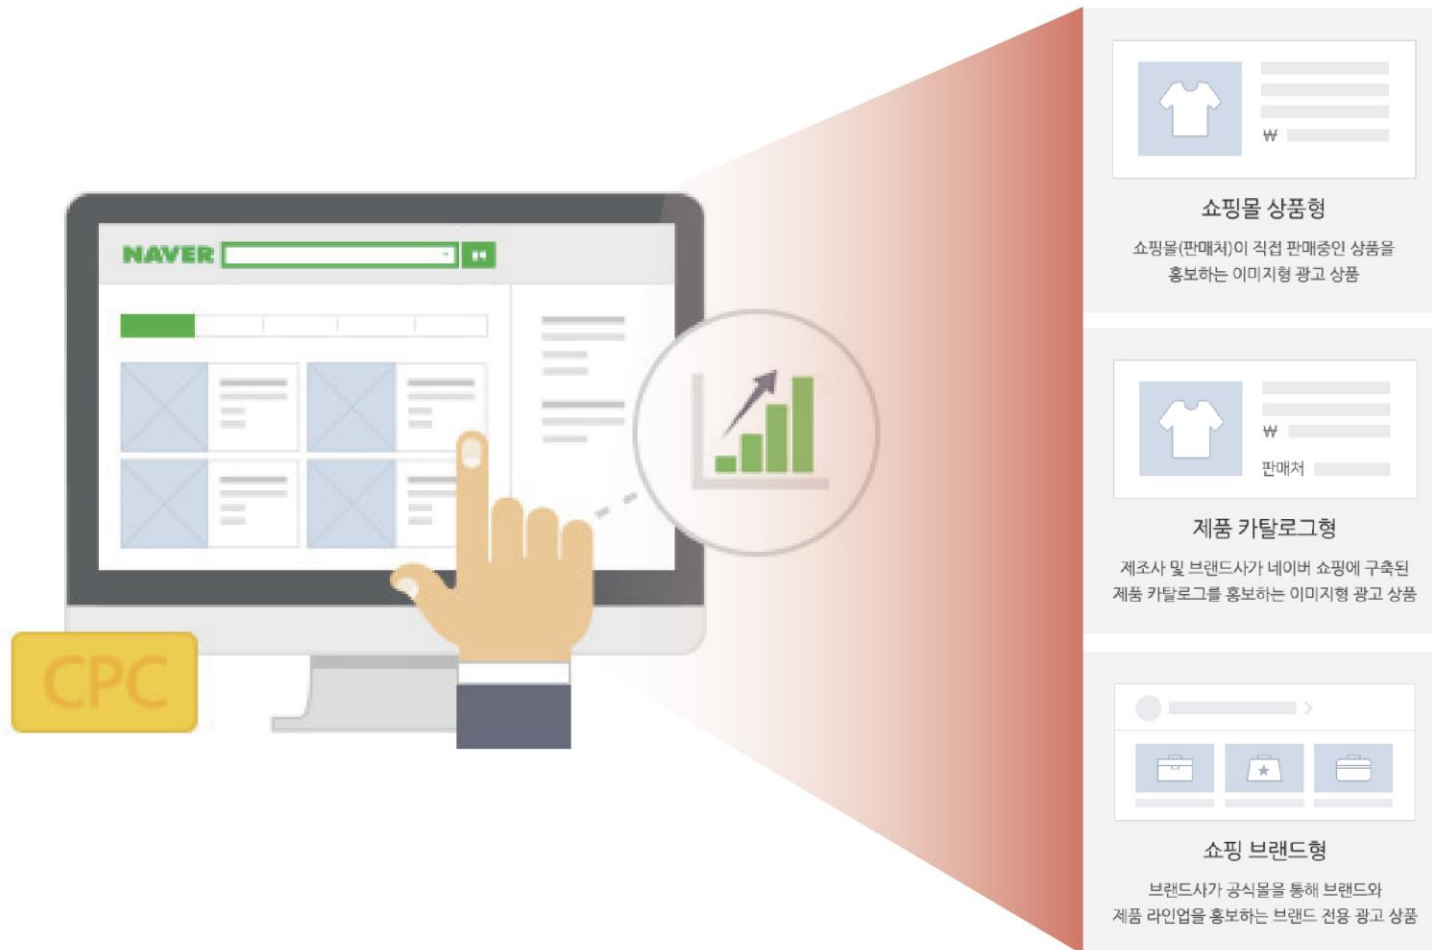 NAVER
CPC
₩
쇼핑몰 상품형
쇼핑몰(판매처)이 직접 판매중인 상품을
홍보하는 이미지형 광고 상품
₩
판매처
제품 카탈로그형
제조사 및 브랜드사가 네이버 쇼핑에 구축된
제품 카탈로그를 홍보하는 이미지형 광고 상품
쇼핑 브랜드형
브랜드사가 공식몰을 통해 브랜드와
제품 라인업을 홍보하는 브랜드 전용 광고 상품